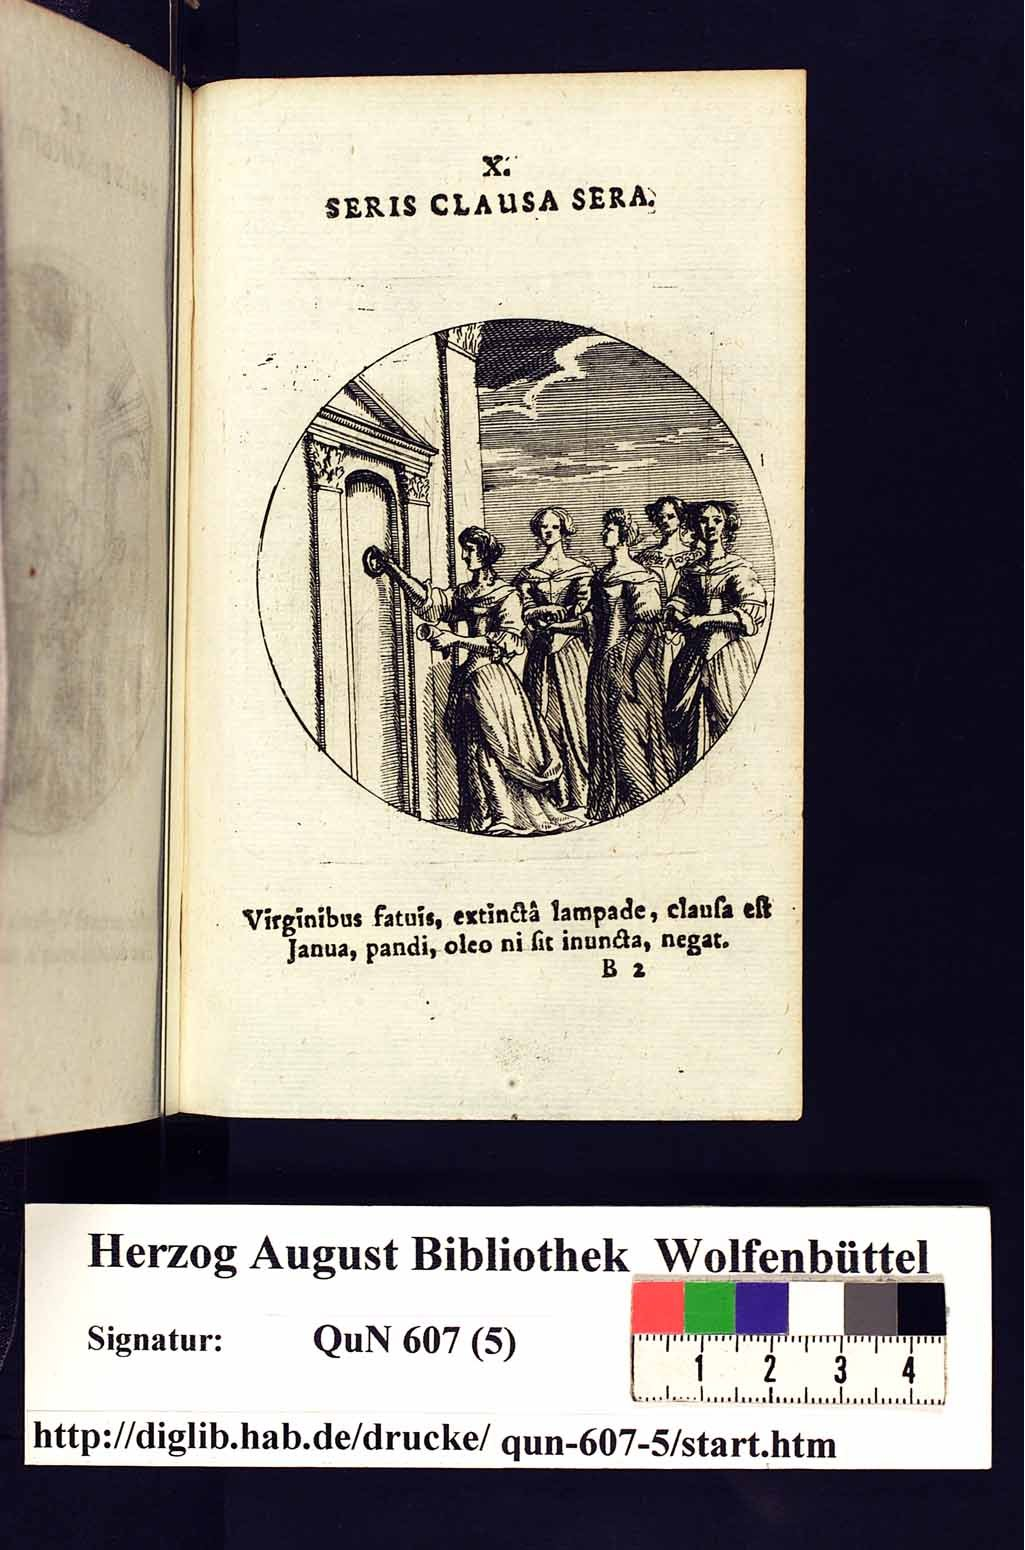 X.
SERIS CLAUSA SERA.
Virginibus fatuis, extinctâ lampade, clauſa eſt
Janua, pandi, oleo ni ſit inuncta, negat.
B 2
Herzog August Bibliothek Wolfenbüttel
Signatur: QuN 607 (5)
1 2 3 4
http://diglib.hab.de/drucke/ qun-607-5/start.htm